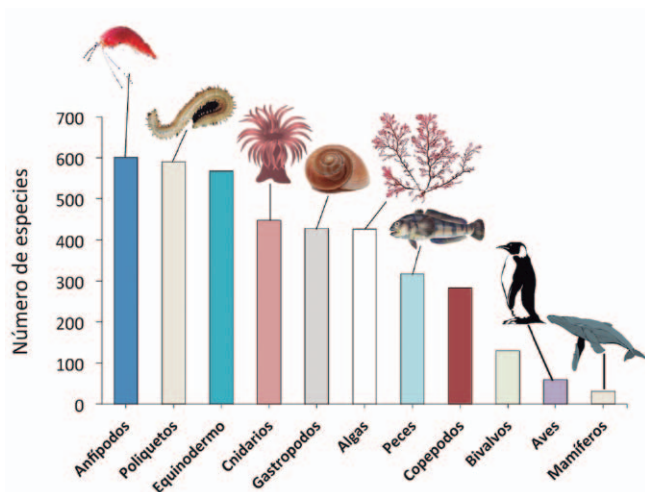 Número de especies
700
600
500
400
300
200
100
0
Anfipodos
Poliquetos
Equinodermo
Cnidarios
Gastropodos
Algas
Peces
Copepodos
Bivalvos
Aves
Mamíferos